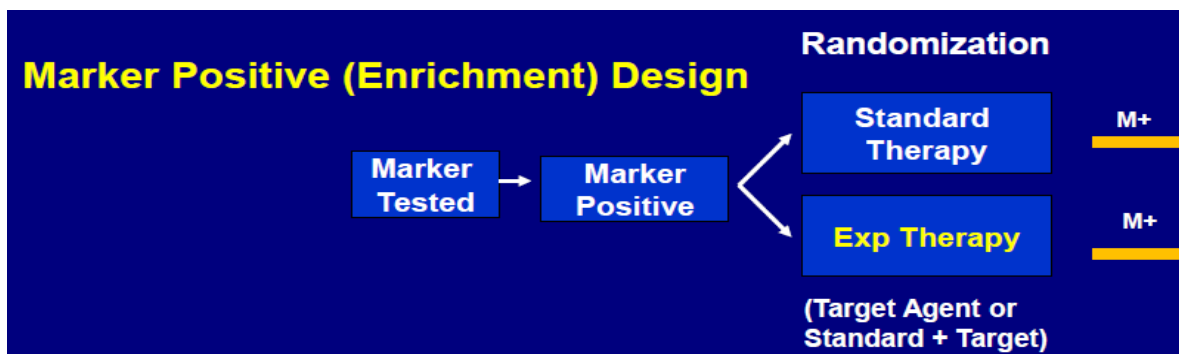 Randomization
Marker Positive (Enrichment) Design
Standard
Therapy
M+
Marker
Tested
Marker
Positive
Exp Therapy
M+
(Target Agent or
Standard + Target)